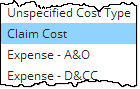 Unspecified Cost Type
Claim Cost
Expense - A&O
Expense - D&CC